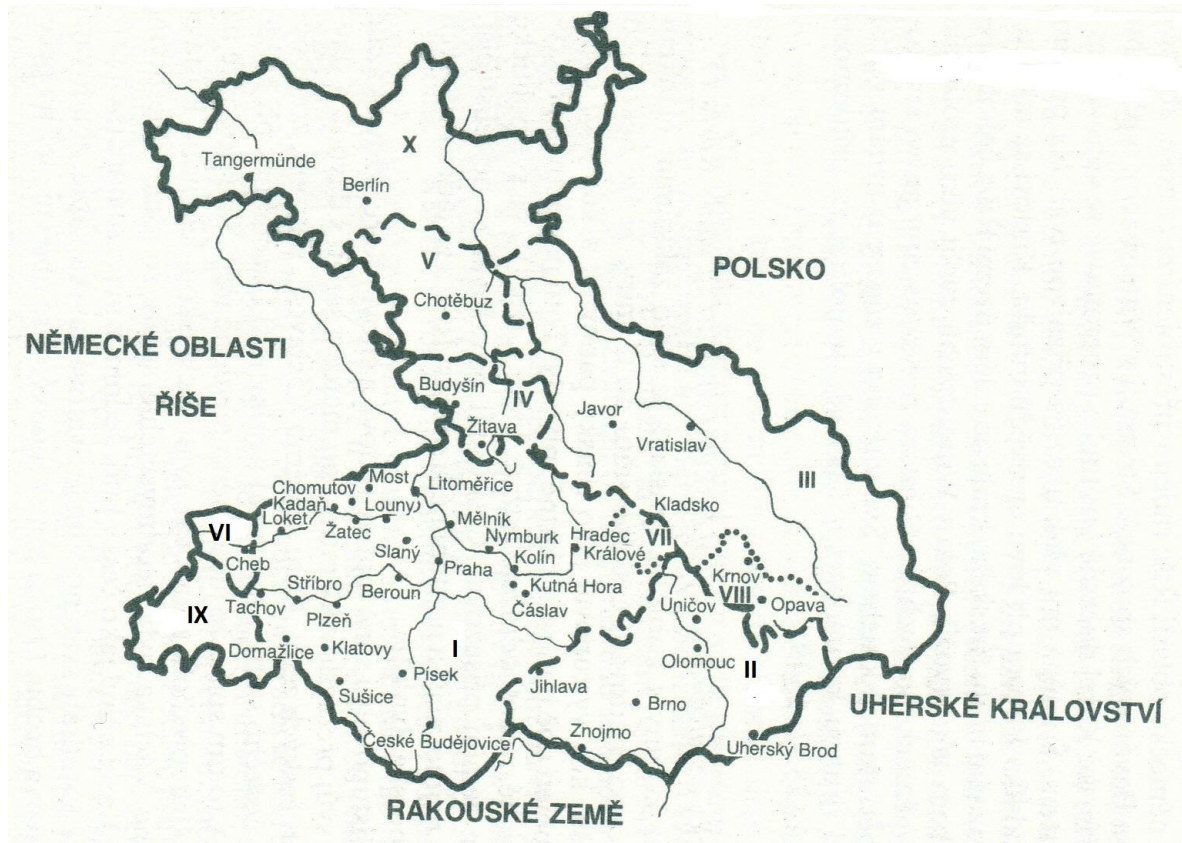 X
Tangermünde
Berlín
V
POLSKO
Chotěbuz
NĚMECKÉ OBLASTI
ŘÍŠE
Budyšín
IV
Javor
Žitava
Vratislav
III
Most
Litoměřice
Chomutov
Kadaň
Louny
Kladsko
Loket
VI
Žatec
Mělník
Hradec
Králové
VII
Nymburk
Slaný
Kolín
Cheb
Praha
Krnov
Stříbro
Beroun
Kutná Hora
VIII
Tachov
Čáslav
Uničov
Opava
IX
Plzeň
Domažlice
Klatovy
I
Olomouc
II
Písek
Jihlava
Sušice
Brno
UHERSKÉ KRÁLOVSTVÍ
České Budějovice
Znojmo
Uherský Brod
RAKOUSKÉ ZEMĚ